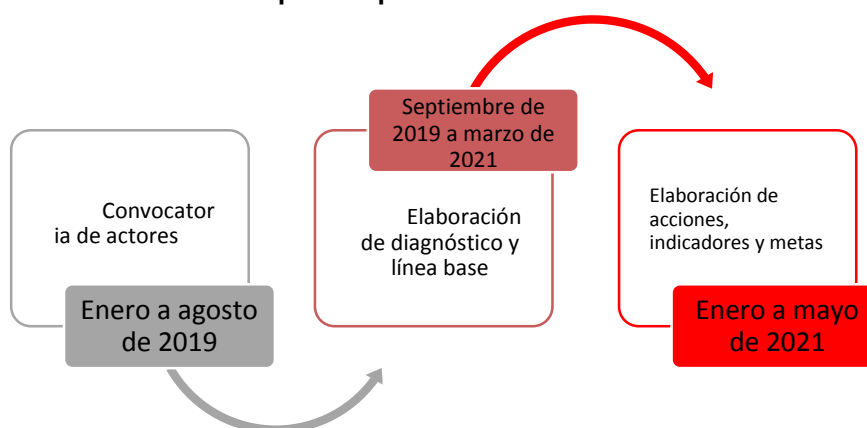 Convocator
ia de actores
Enero a agosto
de 2019
Septiembre de
2019 a marzo de
2021
Elaboración
de diagnóstico y
línea base
Elaboración de
acciones,
indicadores y metas
Enero a mayo
de 2021